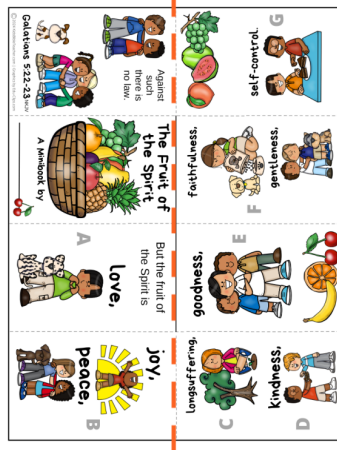 G
self-control.
gentleness,
F
faithfulness,
E
goodness,
D
kindness,
C
Longsuffering,
Against
such
there is
no law.
Galatians 5:22-23 NKJV
The Fruit of
the Spirit
A Minibook by
But the fruit of
the Spirit is
love,
A
joy,
peace,
B